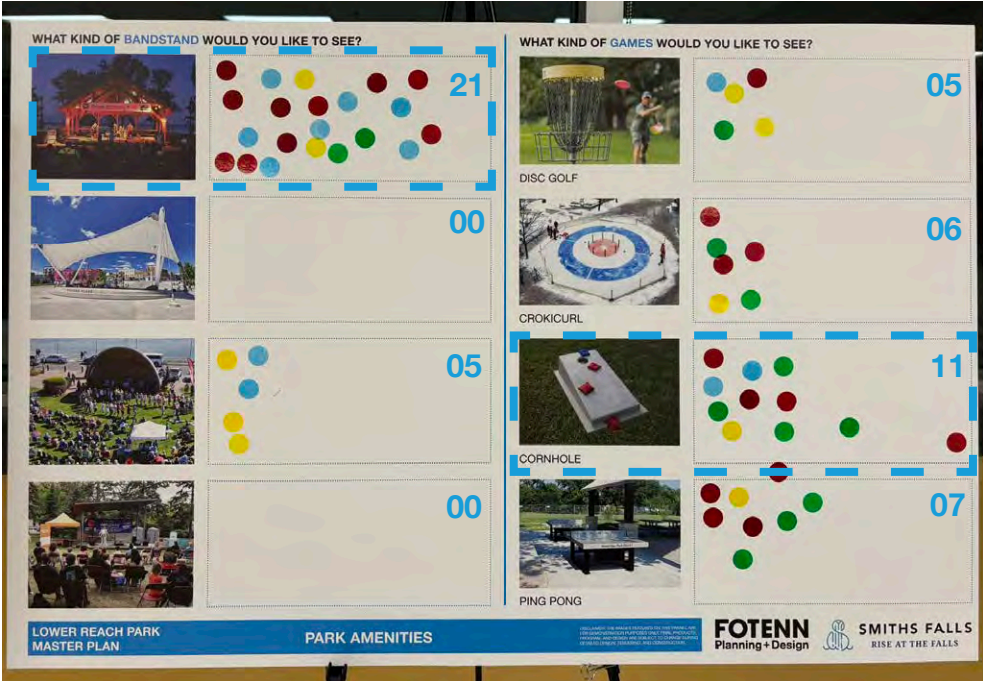 WHAT KIND OF BANDSTAND WOULD YOU LIKE TO SEE?
21
00
05
00
WHAT KIND OF GAMES WOULD YOU LIKE TO SEE?
05
DISC GOLF
06
CROKICURL
11
CORNHOLE
07
PING PONG
LOWER REACH PARK
MASTER PLAN
PARK AMENITIES
FOTENN
Planning + Design
SMITHS FALLS
RISE AT THE FALLS